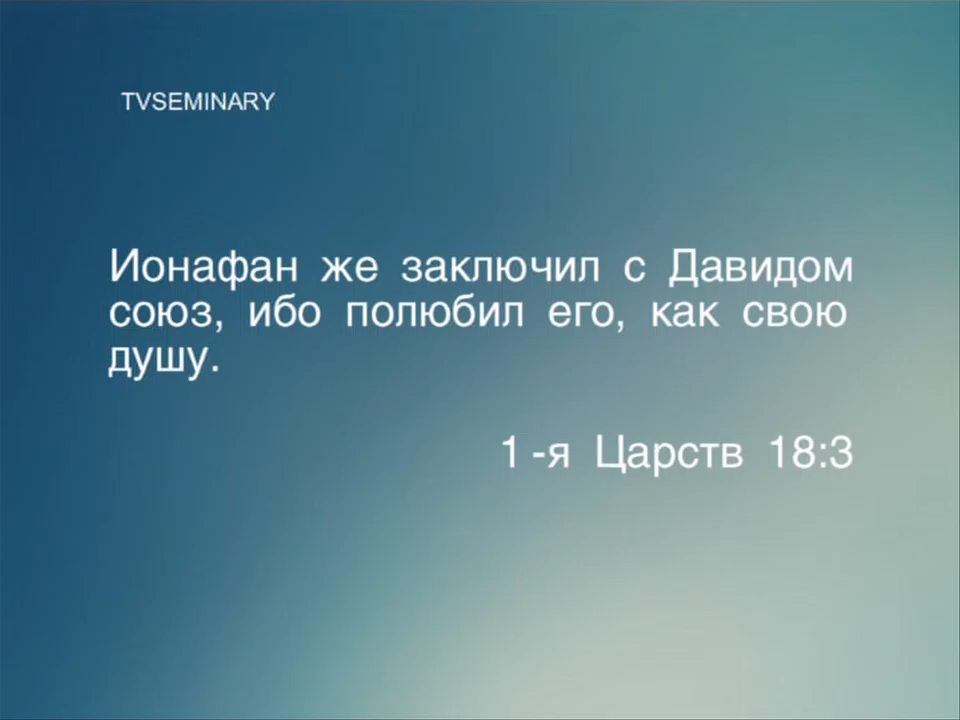 TVSEMINARY
Ионафан же заключил с Давидом
союз, ибо полюбил его, как свою
душу.
1-я Царств 18:3